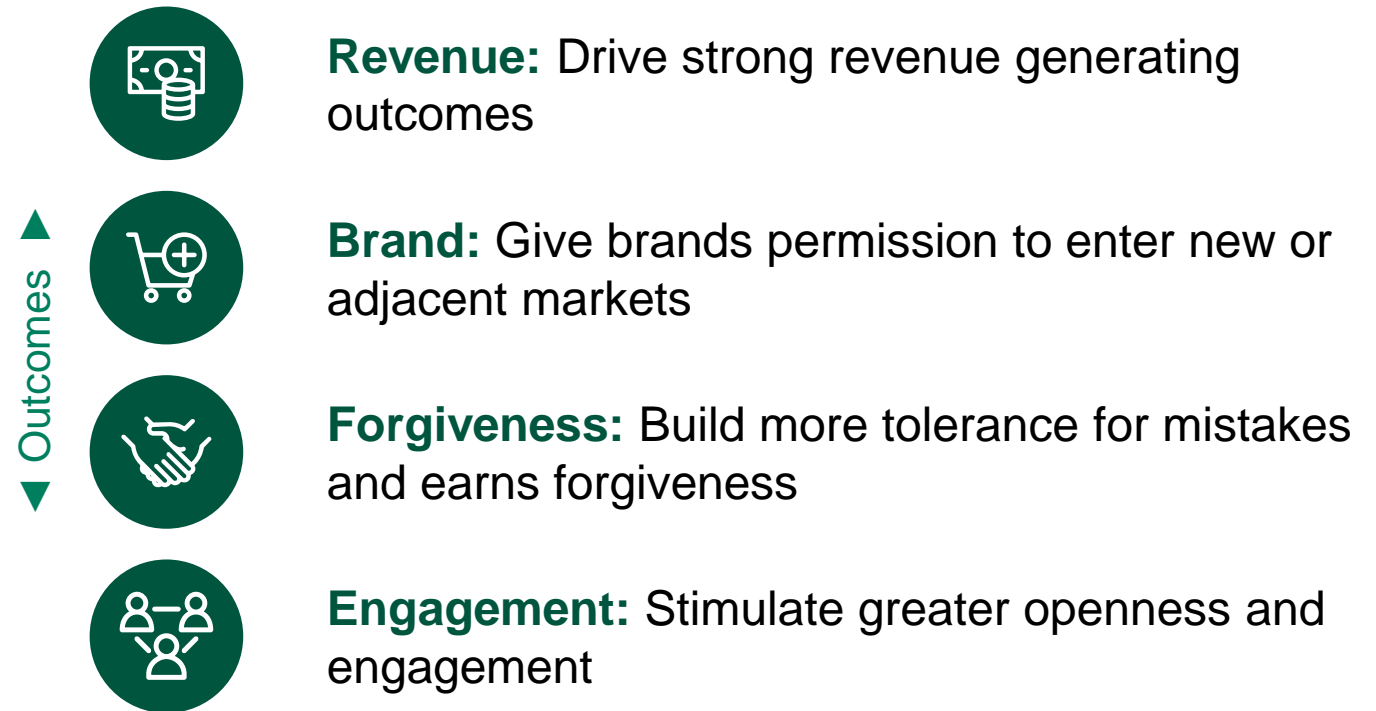 Revenue: Drive strong revenue generating
outcomes
◄ Outcomes ►
Brand: Give brands permission to enter new or
adjacent markets
Forgiveness: Build more tolerance for mistakes
and earns forgiveness
Engagement: Stimulate greater openness and
engagement